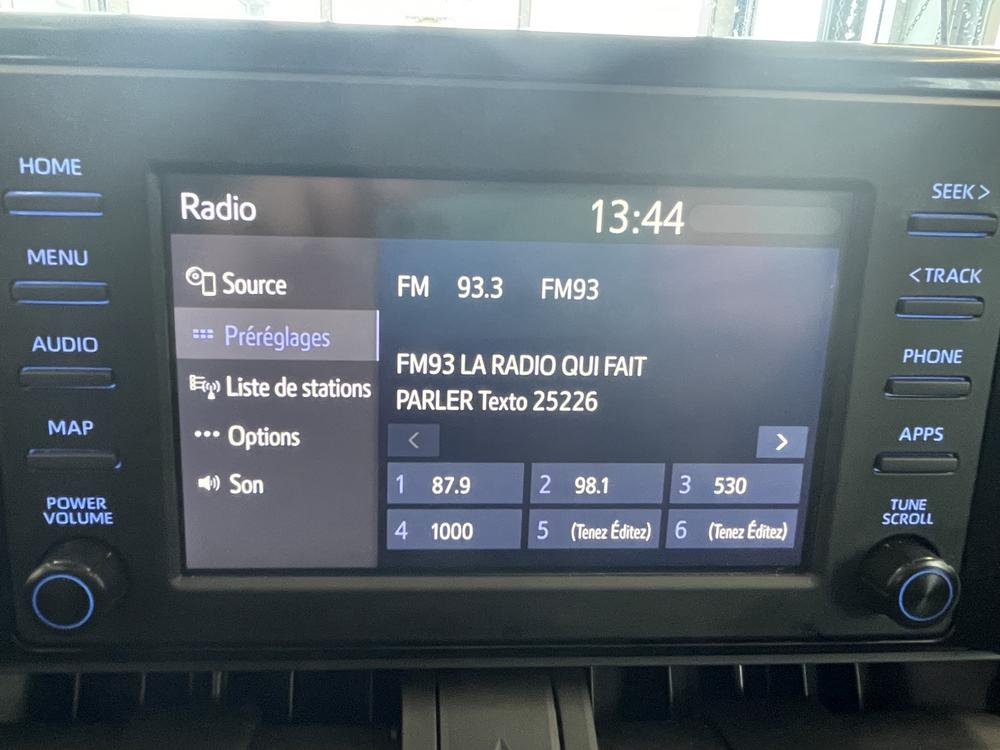 HOME
MENU
AUDIO
MAP
POWER
VOLUME
Radio
13:44
Source
Préréglages
Liste de stations
Options
Son
FM 93.3 FM93
FM93 LA RADIO QUI FAIT
PARLER Texto 25226
< >
1 87.9 2 98.1 3 530
4 1000 5 (Tenez Éditez) 6 (Tenez Éditez)
SEEK >
< TRACK
PHONE
APPS
TUNE
SCROLL